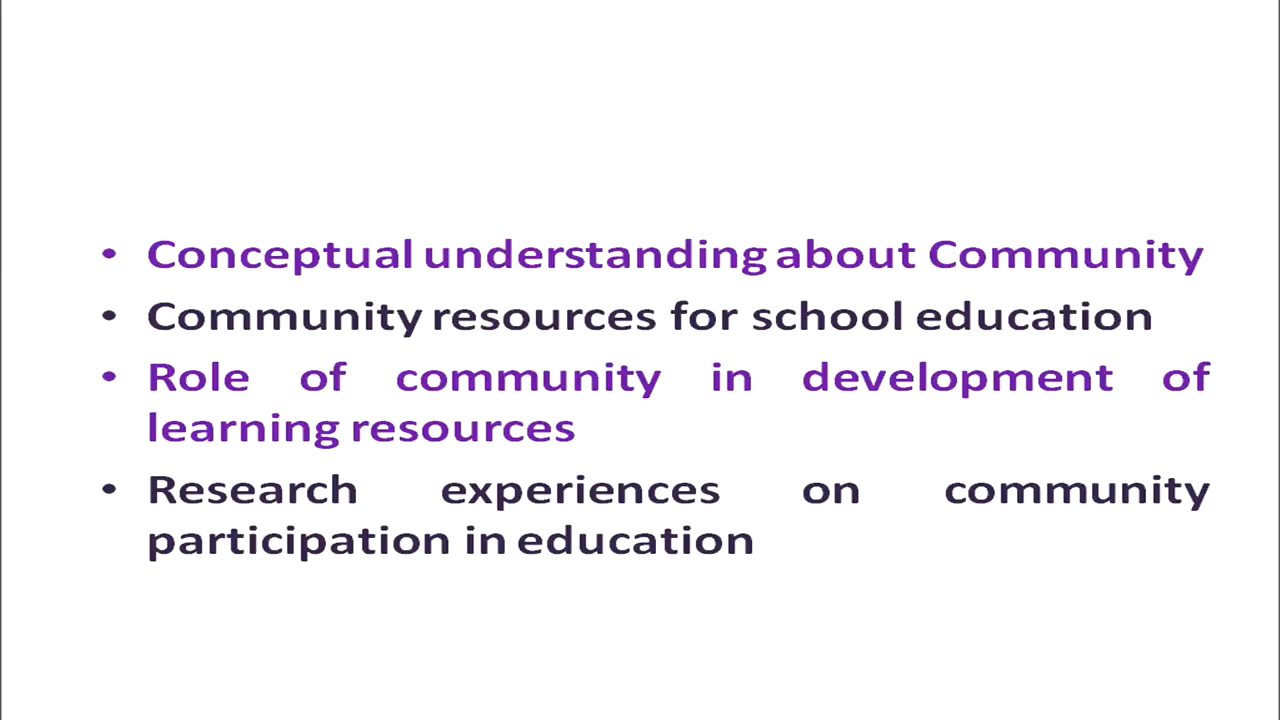 • Conceptual understanding about Community
• Community resources for school education
• Role of community in development of
learning resources
• Research experiences on community
participation in education